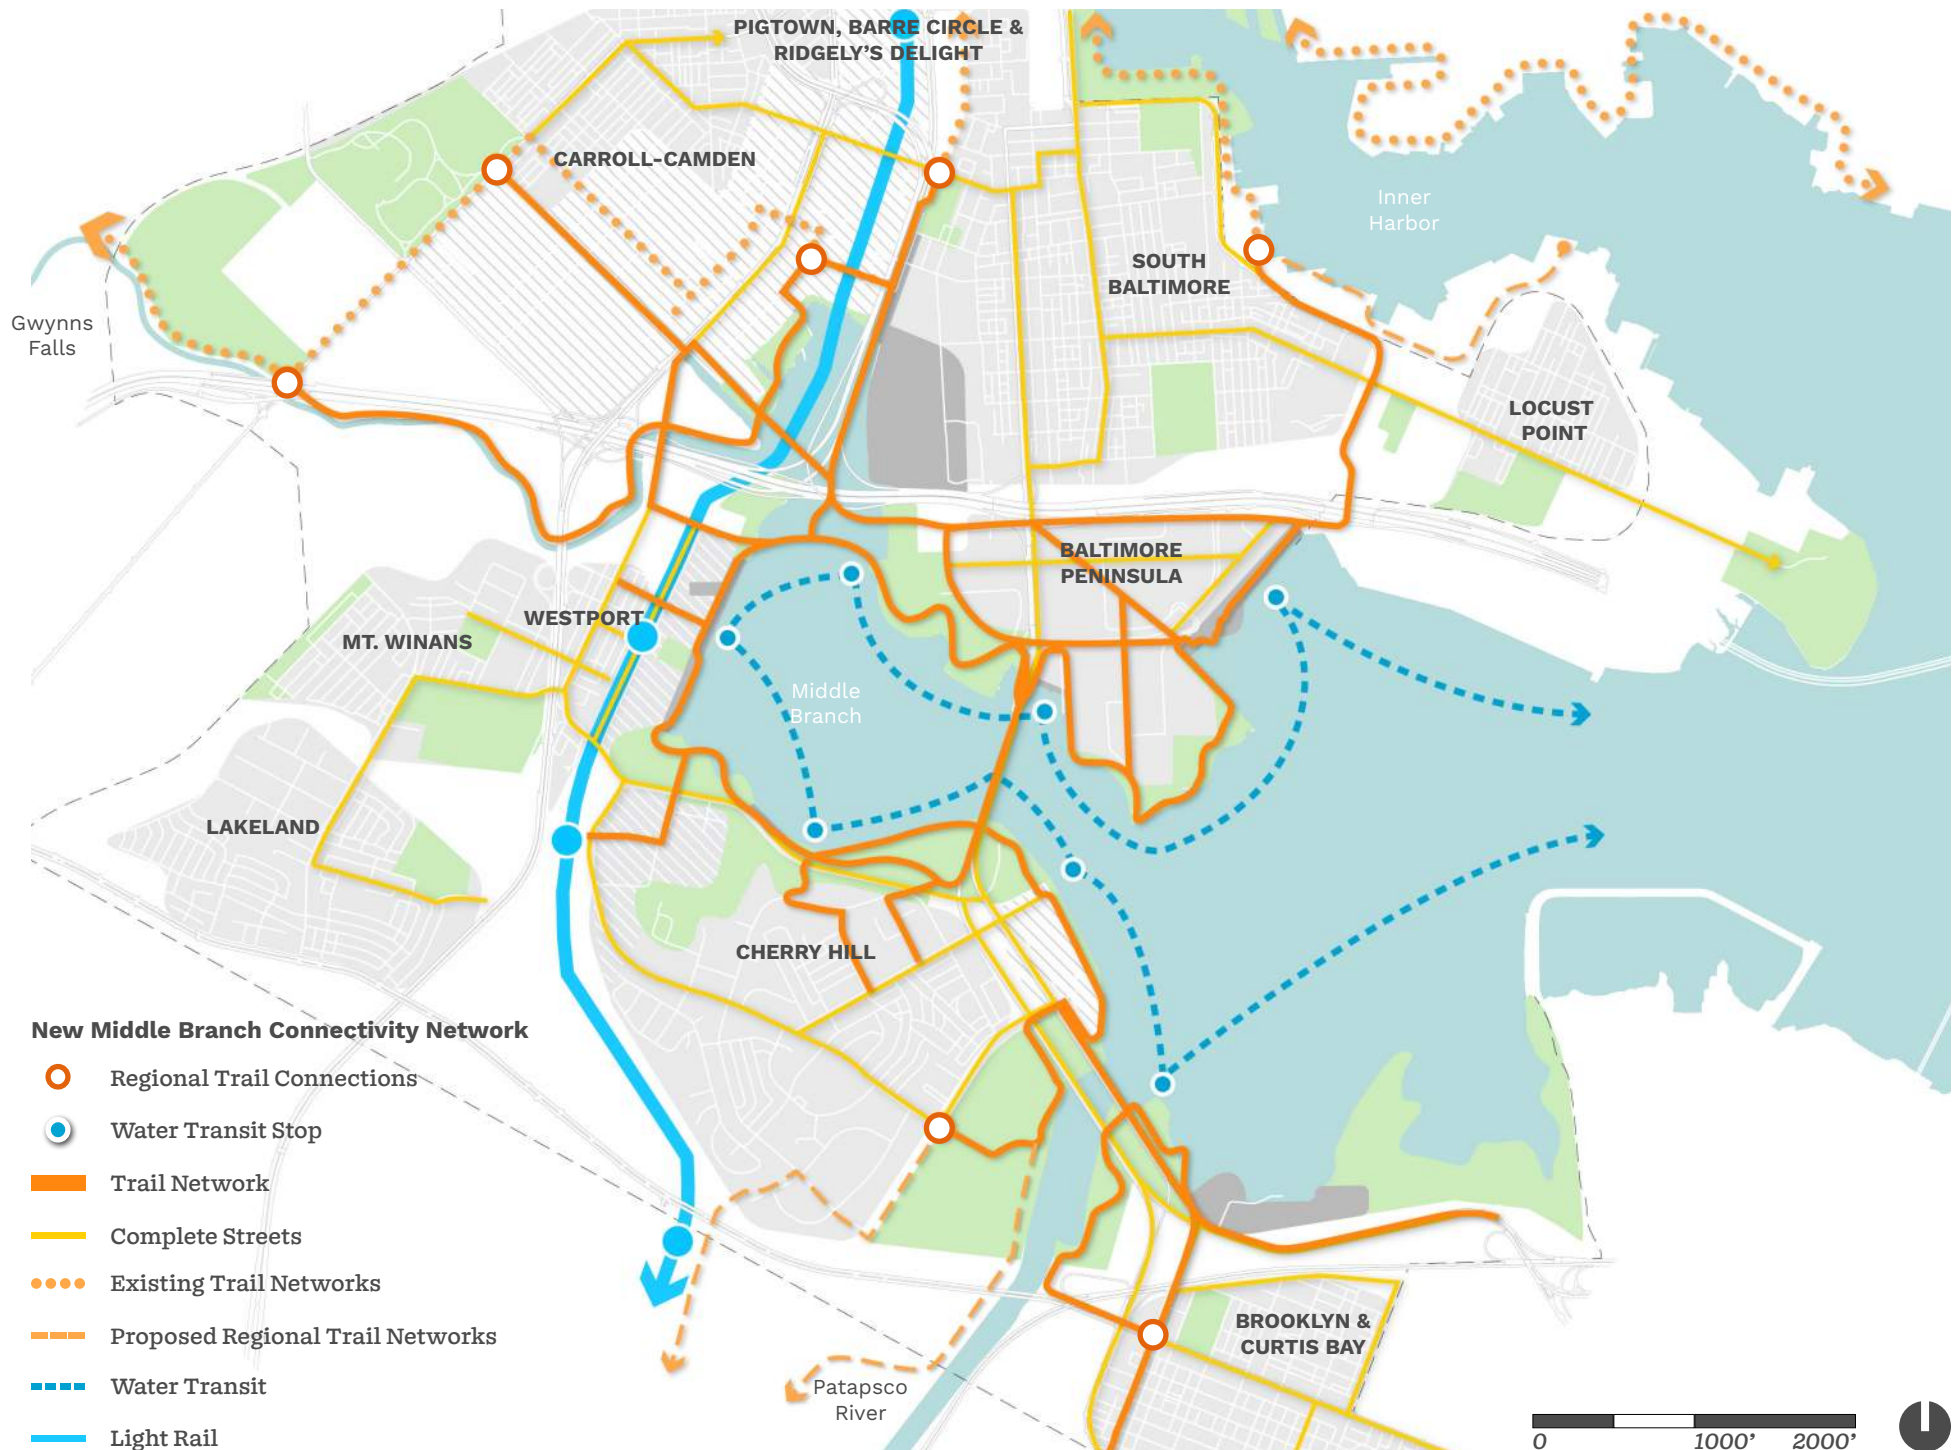 PIGTOWN, BARRE CIRCLE &
RIDGELY’S DELIGHT
CARROLL-CAMDEN
Inner
Harbor
SOUTH
BALTIMORE
Gwynns
Falls
LOCUST
POINT
BALTIMORE
PENINSULA
WESTPORT
MT. WINANS
Middle
Branch
LAKELAND
CHERRY HILL
New Middle Branch Connectivity Network
Regional Trail Connections
Water Transit Stop
Trail Network
Complete Streets
Existing Trail Networks
Proposed Regional Trail Networks
Water Transit
Light Rail
BROOKLYN &
CURTIS BAY
Patapsco
River
0 1000’ 2000’